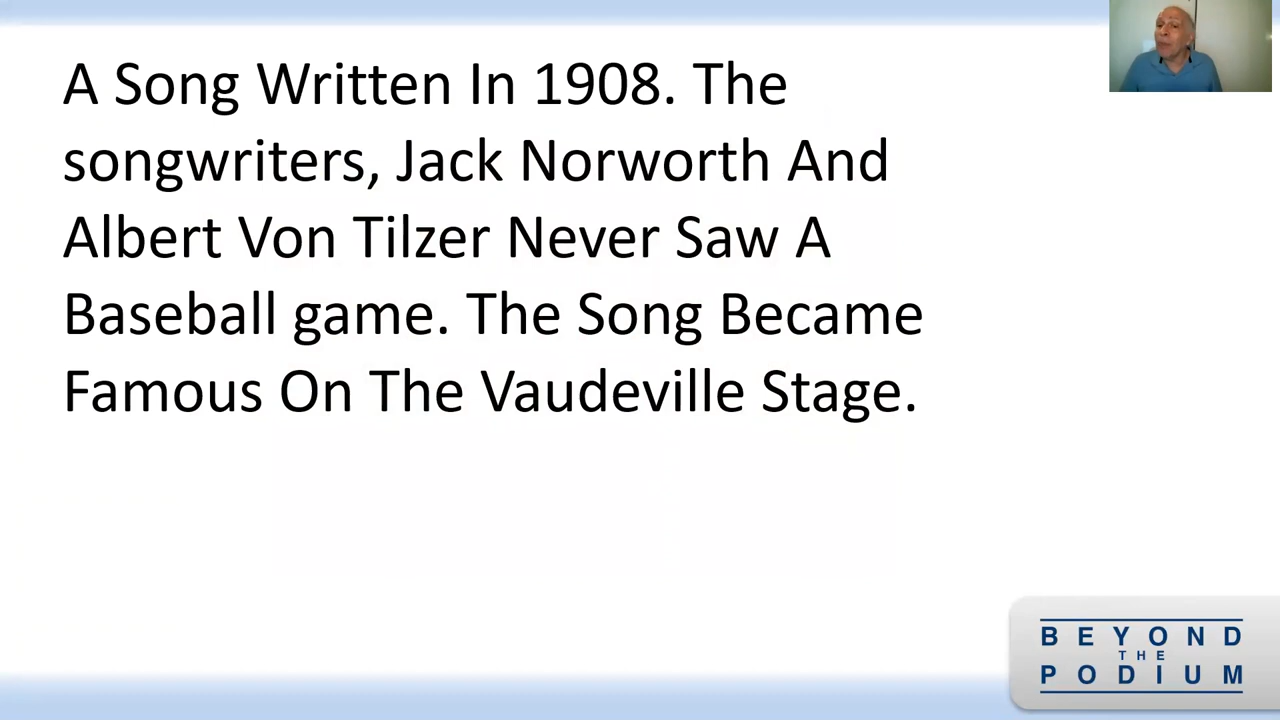 A Song Written In 1908. The
songwriters, Jack Norworth And
Albert Von Tilzer Never Saw A
Baseball game. The Song Became
Famous On The Vaudeville Stage.
BEYOND
THE
PODIUM